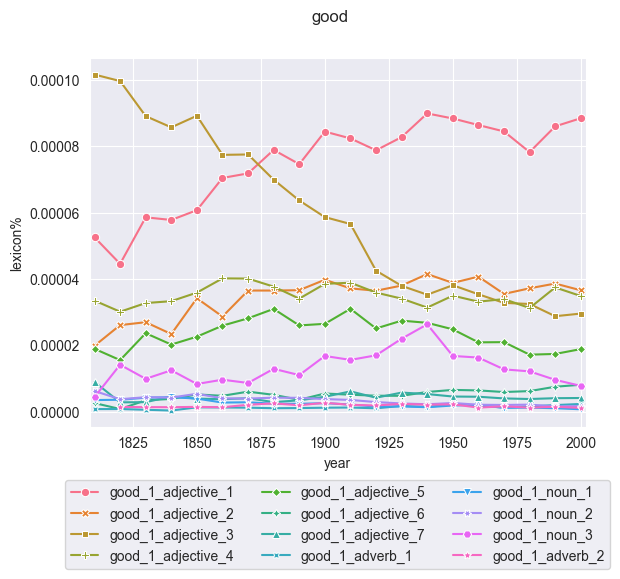 good
0.00010
0.00008
0.00006
0.00004
0.00002
0.00000
lexicon%
1825 1850 1875 1900 1925 1950 1975 2000
year
good_1_adjective_1 good_1_adjective_5 good_1_noun_1
good_1_adjective_2 good_1_adjective_6 good_1_noun_2
good_1_adjective_3 good_1_adjective_7 good_1_noun_3
good_1_adjective_4 good_1_adverb_1 good_1_adverb_2